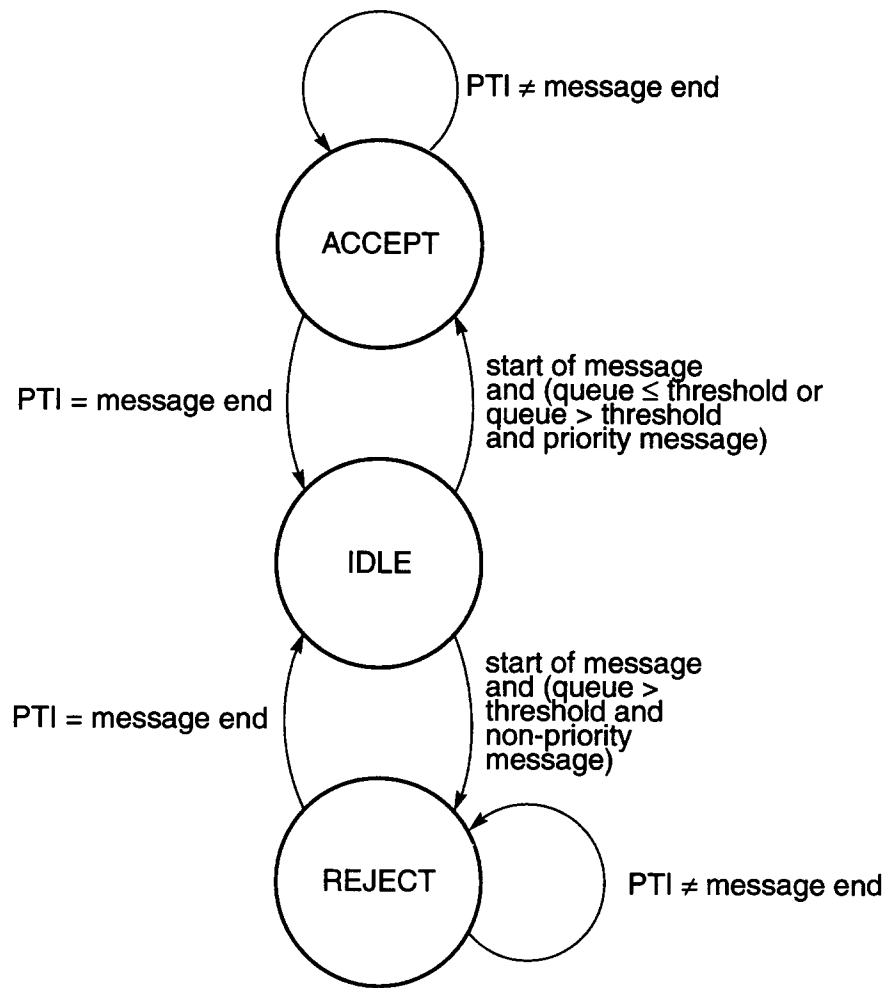 PTI ≠ message end
ACCEPT
PTI = message end
start of message
and (queue ≤ threshold or
queue > threshold
and priority message)
IDLE
PTI = message end
start of message
and (queue >
threshold and
non-priority
message)
REJECT
PTI ≠ message end